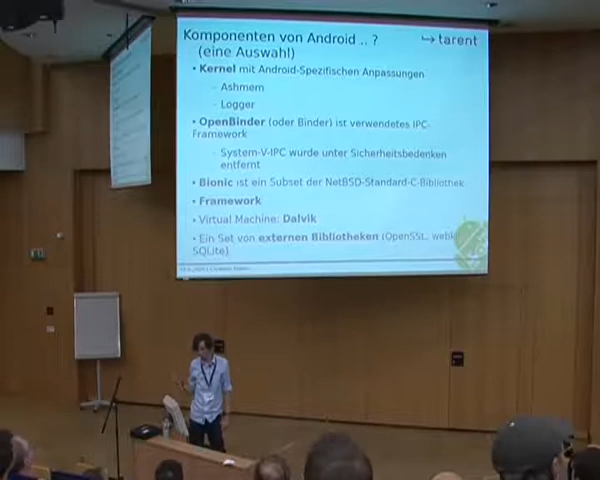 Komponenten von Android .. ?
tarent
(eine Auswahl)
• Kernel mit Android-Spezifischen Anpassungen
– Ashmem
– Logger
• OpenBinder (oder Binder) ist verwendetes IPC-
Framework
– System-V-IPC wurde unter Sicherheitsbedenken
entfernt
• Bionic ist ein Subset der NetBSD-Standard-C-Bibliothek
• Framework
• Virtual Machine: Dalvik
• Ein Set von externen Bibliotheken (OpenSSL, webki
SQLite)